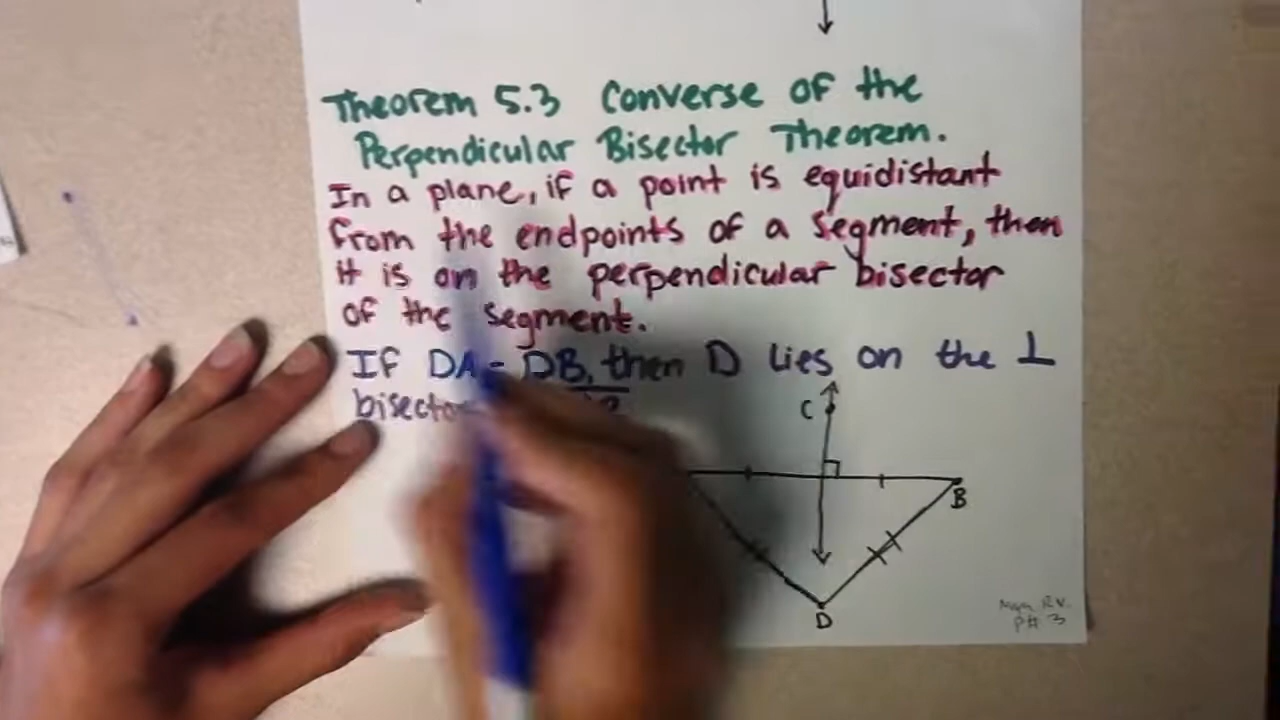 Theorem 5.3 Converse of the
Perpendicular Bisector Theorem.
In a plane, if a point is equidistant
from the endpoints of a segment, then
it is on the perpendicular bisector
of the segment.
If DA = DB, then D lies on the ⊥
bisector
C
B
D